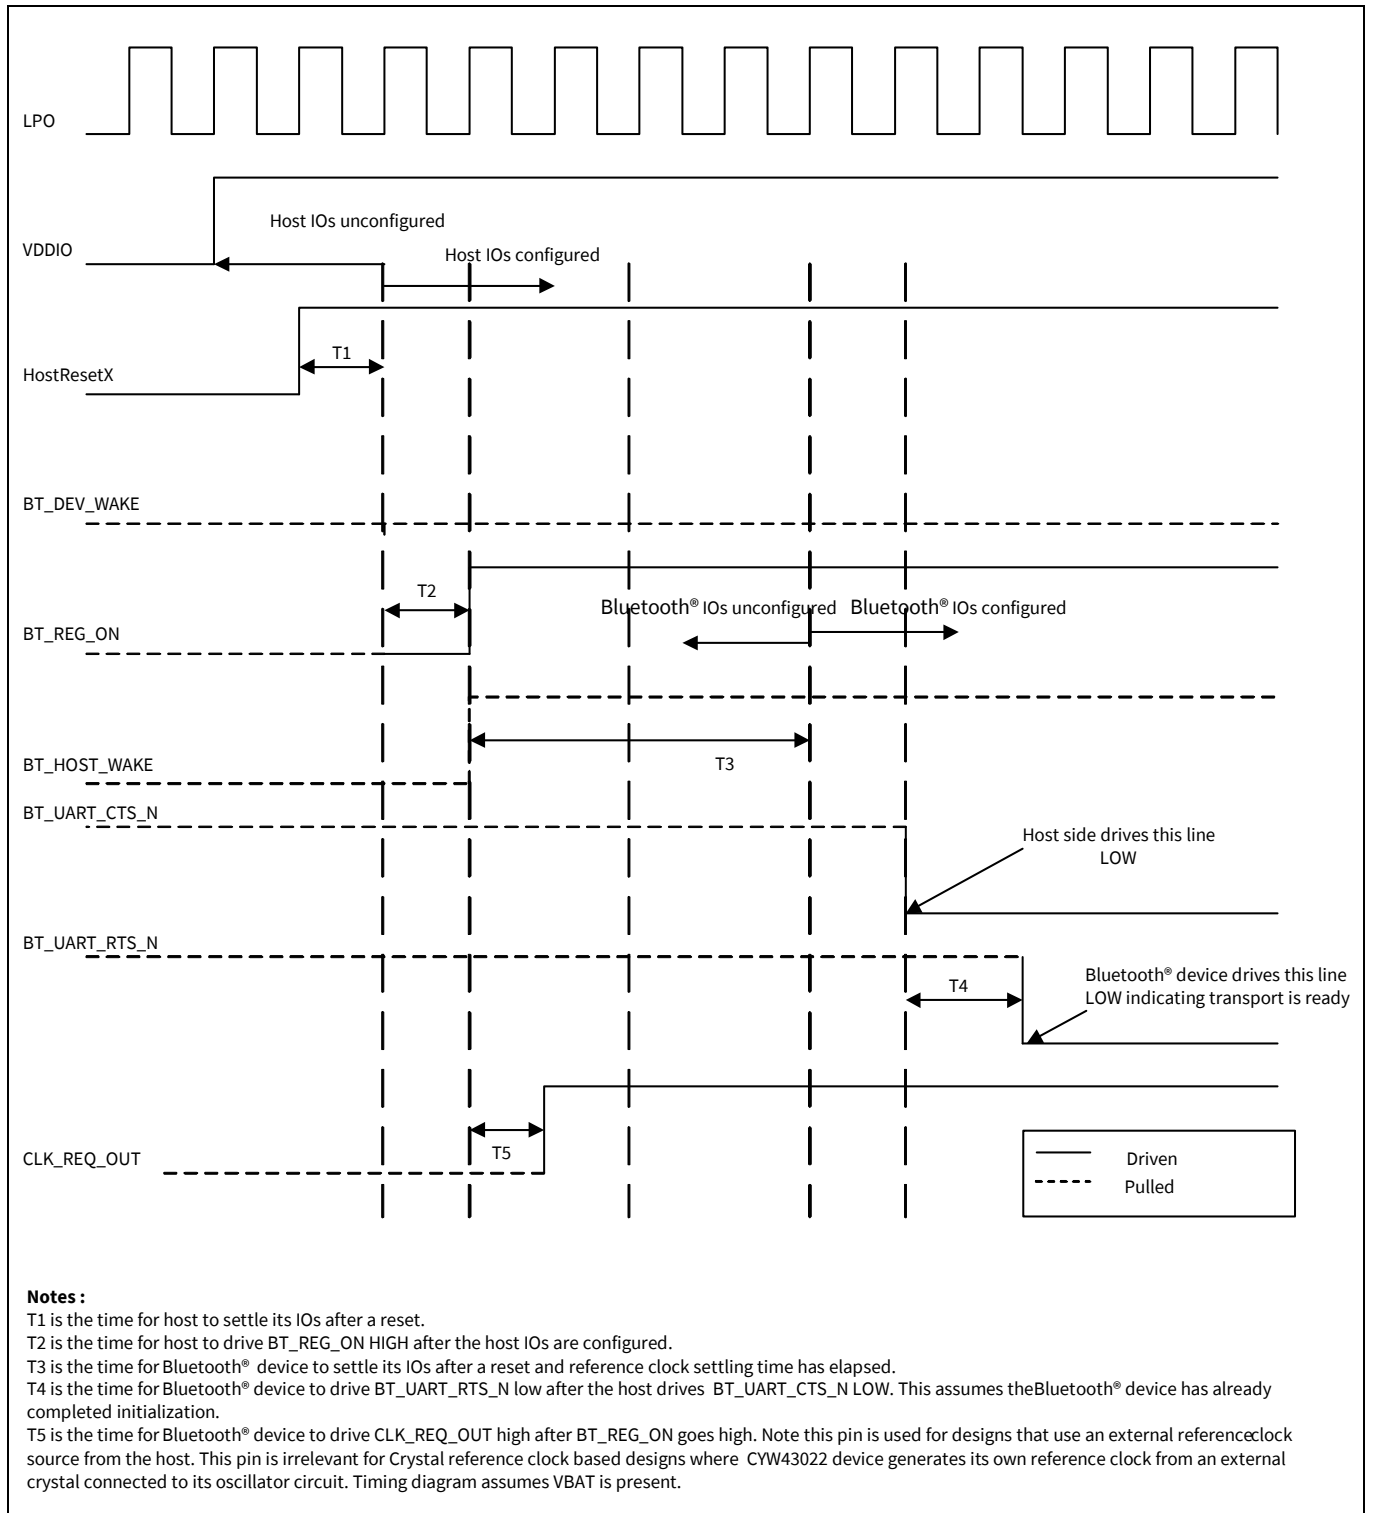 LPO
Host IOs unconfigured
VDDIO
Host IOs configured
T1
HostResetX
BT_DEV_WAKE
T2
Bluetooth® IOs unconfigured
Bluetooth® IOs configured
BT_REG_ON
T3
BT_HOST_WAKE
BT_UART_CTS_N
Host side drives this line
LOW
BT_UART_RTS_N
Bluetooth® device drives this line
LOW indicating transport is ready
T4
T5
CLK_REQ_OUT
Driven
Pulled
Notes :
T1 is the time for host to settle its IOs after a reset.
T2 is the time for host to drive BT_REG_ON HIGH after the host IOs are configured.
T3 is the time for Bluetooth® device to settle its IOs after a reset and reference clock settling time has elapsed.
T4 is the time for Bluetooth® device to drive BT_UART_RTS_N low after the host drives BT_UART_CTS_N LOW. This assumes theBluetooth® device has already
completed initialization.
T5 is the time for Bluetooth® device to drive CLK_REQ_OUT high after BT_REG_ON goes high. Note this pin is used for designs that use an external referenceclock
source from the host. This pin is irrelevant for Crystal reference clock based designs where CYW43022 device generates its own reference clock from an external
crystal connected to its oscillator circuit. Timing diagram assumes VBAT is present.